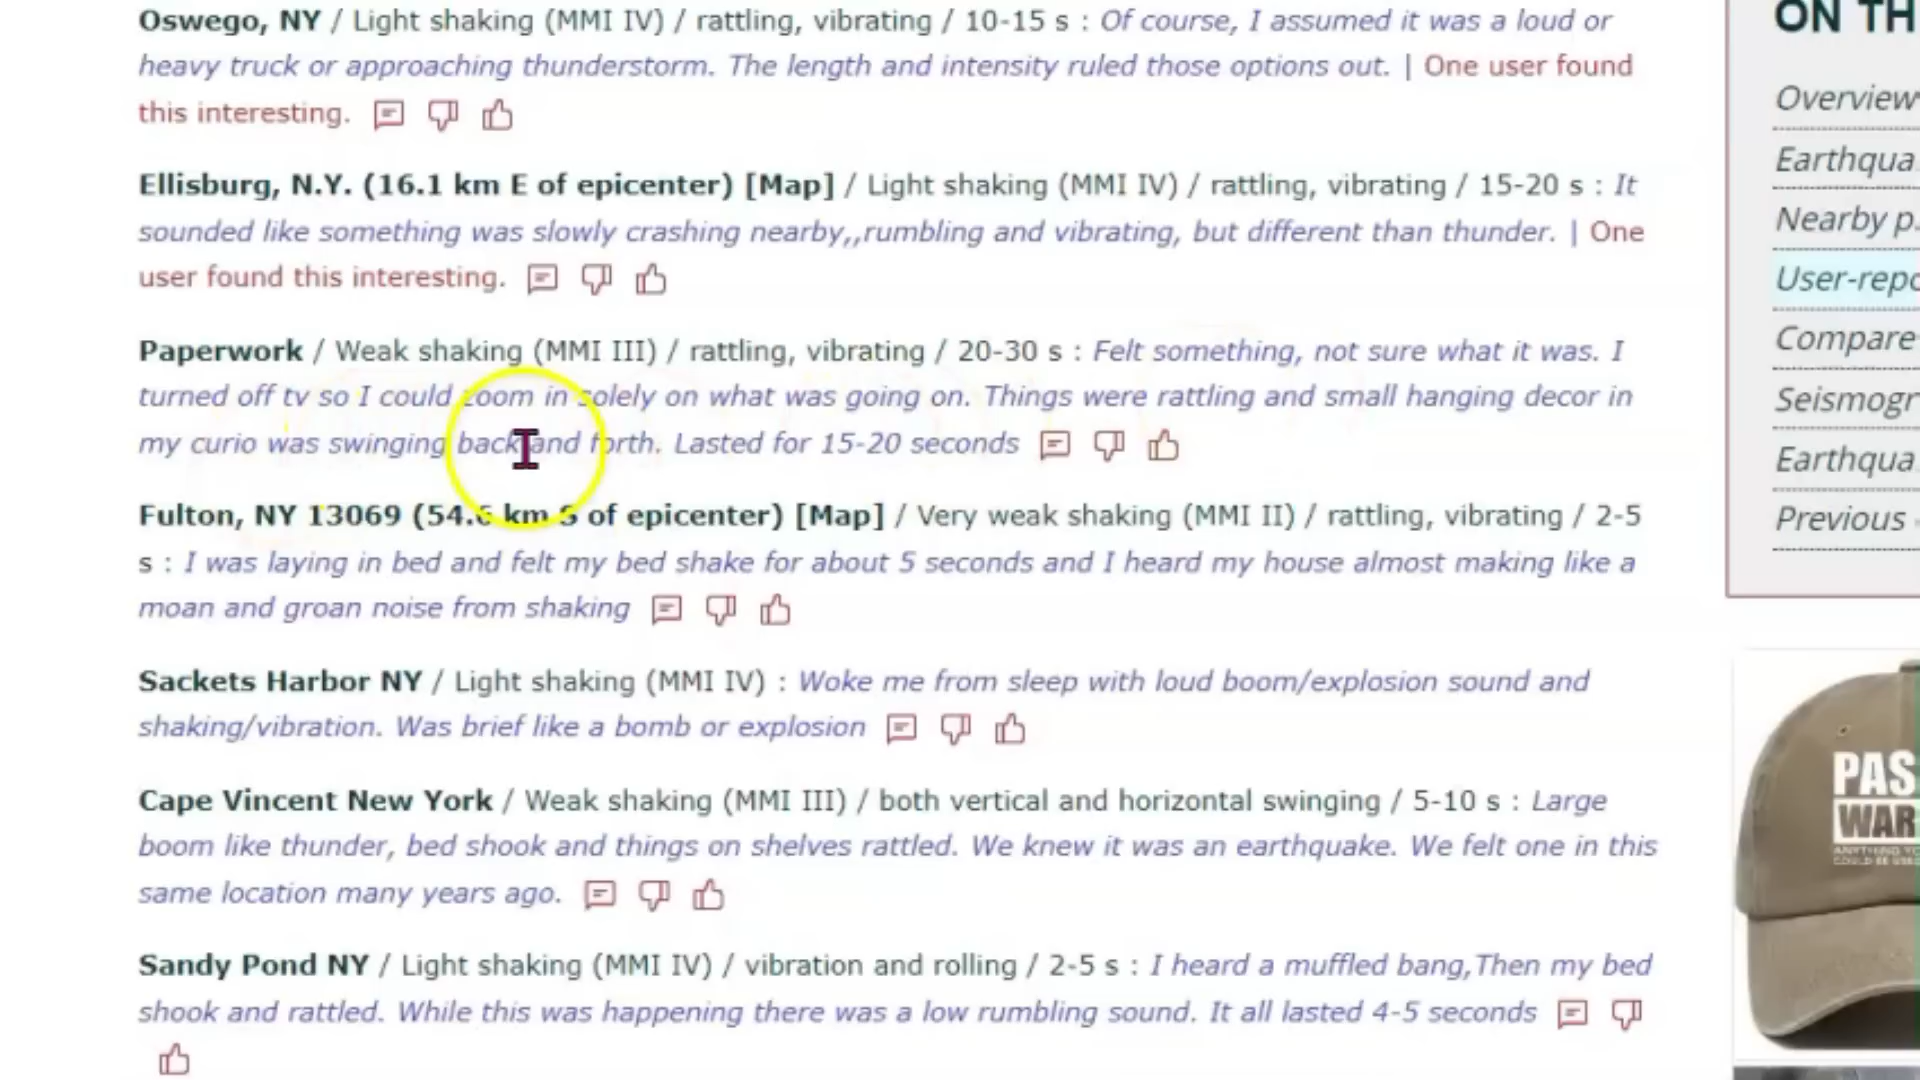 Oswego, NY / Light shaking (MMI IV) / rattling, vibrating / 10-15 s : Of course, I assumed it was a loud or
heavy truck or approaching thunderstorm. The length and intensity ruled those options out. | One user found
this interesting.
Ellisburg, N.Y. (16.1 km E of epicenter) [Map] / Light shaking (MMI IV) / rattling, vibrating / 15-20 s : It
sounded like something was slowly crashing nearby,,rumbling and vibrating, but different than thunder. | One
user found this interesting.
Paperwork / Weak shaking (MMI III) / rattling, vibrating / 20-30 s : Felt something, not sure what it was. I
turned off tv so I could zoom in solely on what was going on. Things were rattling and small hanging decor in
my curio was swinging back and forth. Lasted for 15-20 seconds
Fulton, NY 13069 (54.6 km S of epicenter) [Map] / Very weak shaking (MMI II) / rattling, vibrating / 2-5
s : I was laying in bed and felt my bed shake for about 5 seconds and I heard my house almost making like a
moan and groan noise from shaking
Sackets Harbor NY / Light shaking (MMI IV) : Woke me from sleep with loud boom/explosion sound and
shaking/vibration. Was brief like a bomb or explosion
Cape Vincent New York / Weak shaking (MMI III) / both vertical and horizontal swinging / 5-10 s : Large
boom like thunder, bed shook and things on shelves rattled. We knew it was an earthquake. We felt one in this
same location many years ago.
Sandy Pond NY / Light shaking (MMI IV) / vibration and rolling / 2-5 s : I heard a muffled bang,Then my bed
shook and rattled. While this was happening there was a low rumbling sound. It all lasted 4-5 seconds
ON TH
Overview
Earthqua
Nearby p
User-repo
Compare
Seismogr
Earthqua
Previous
PAS
WAR